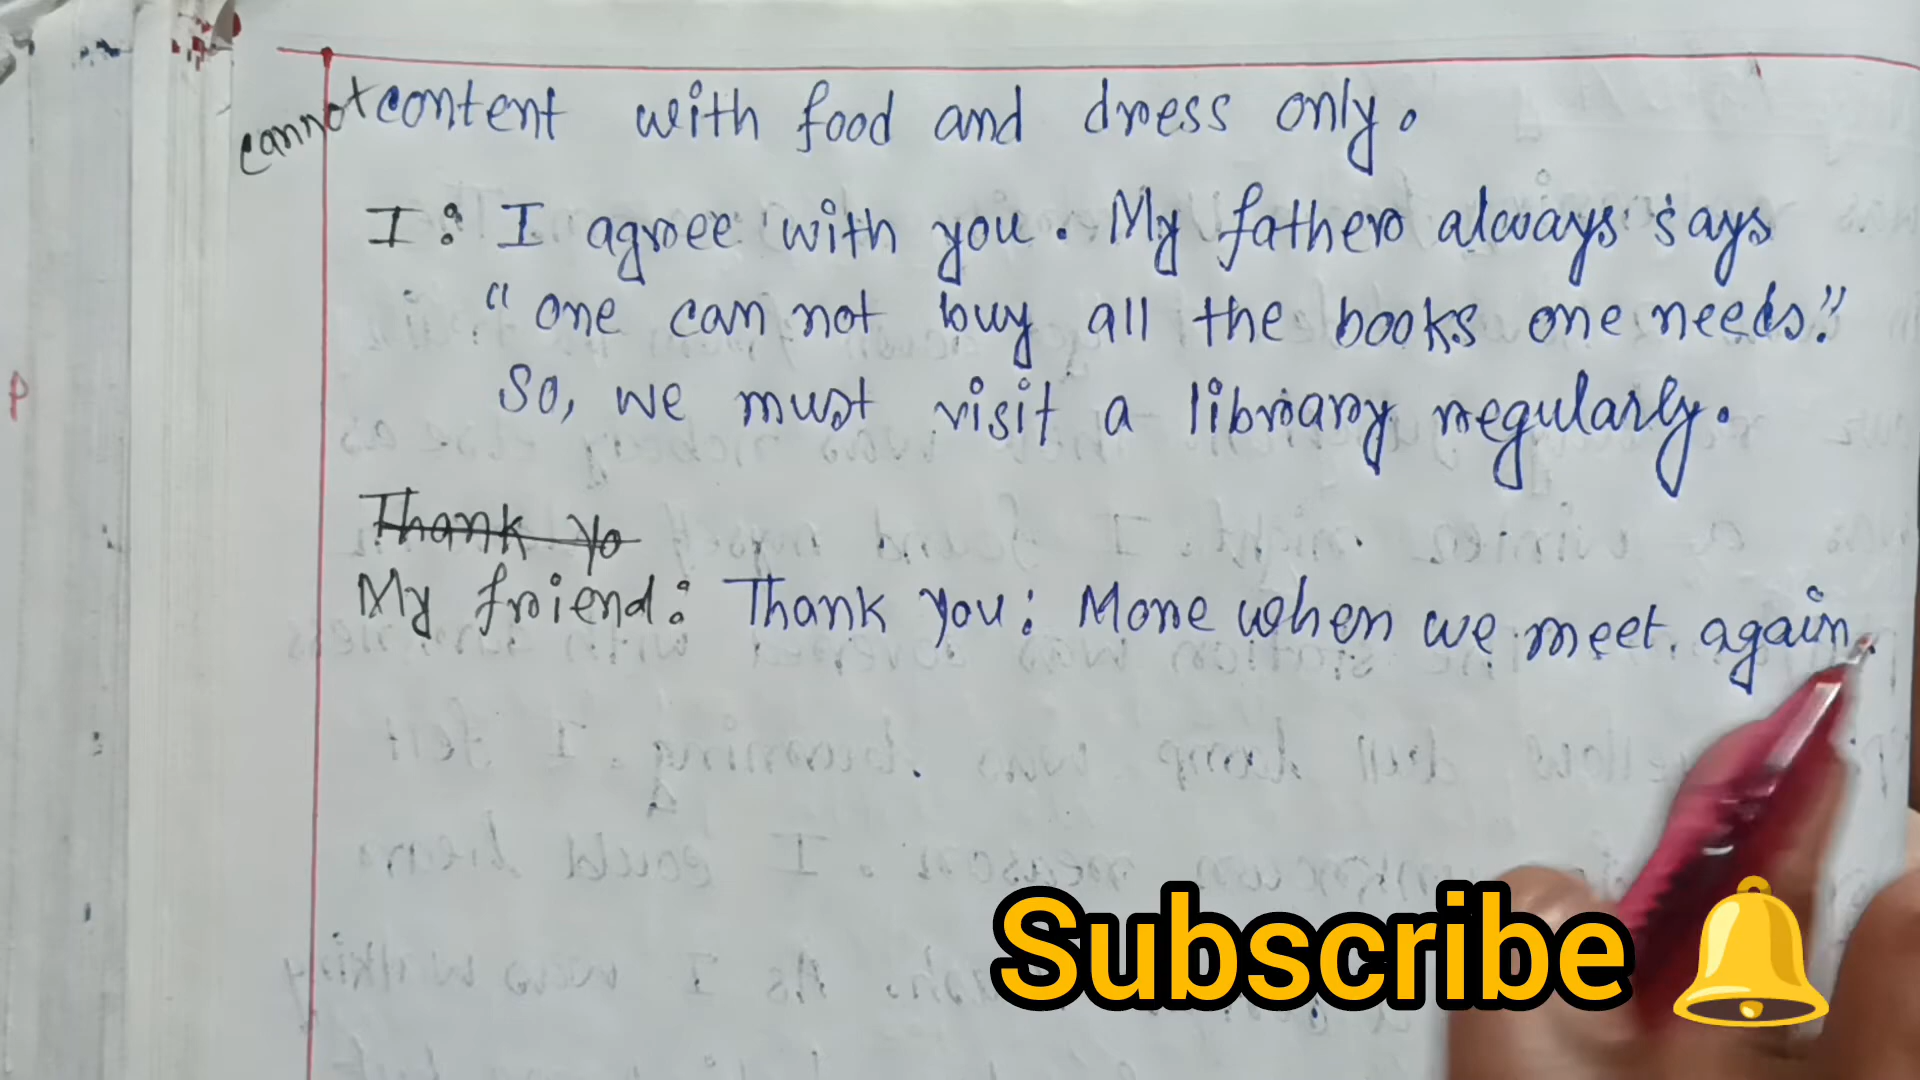 cannot content with food and dress only.
I: I agree with you. My father always says
"one can not buy all the books one needs."
So, we must visit a library regularly.
Thank Yo
My friend: Thank you: More when we meet again.
Subscribe
P